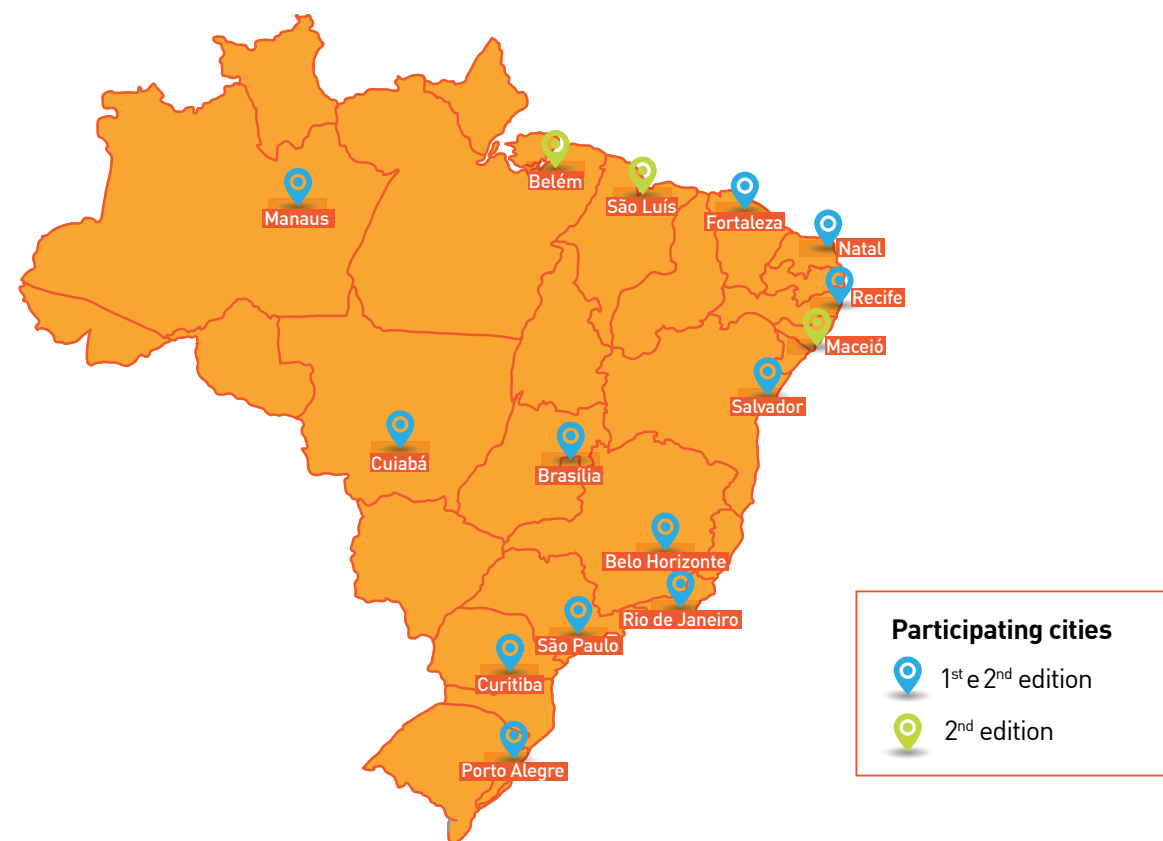 Belém
Manaus
São Luís
Fortaleza
Natal
Recife
Maceió
Salvador
Cuiabá
Brasília
Belo Horizonte
Rio de Janeiro
São Paulo
Curitiba
Porto Alegre
Participating cities
1st e 2nd edition
2nd edition